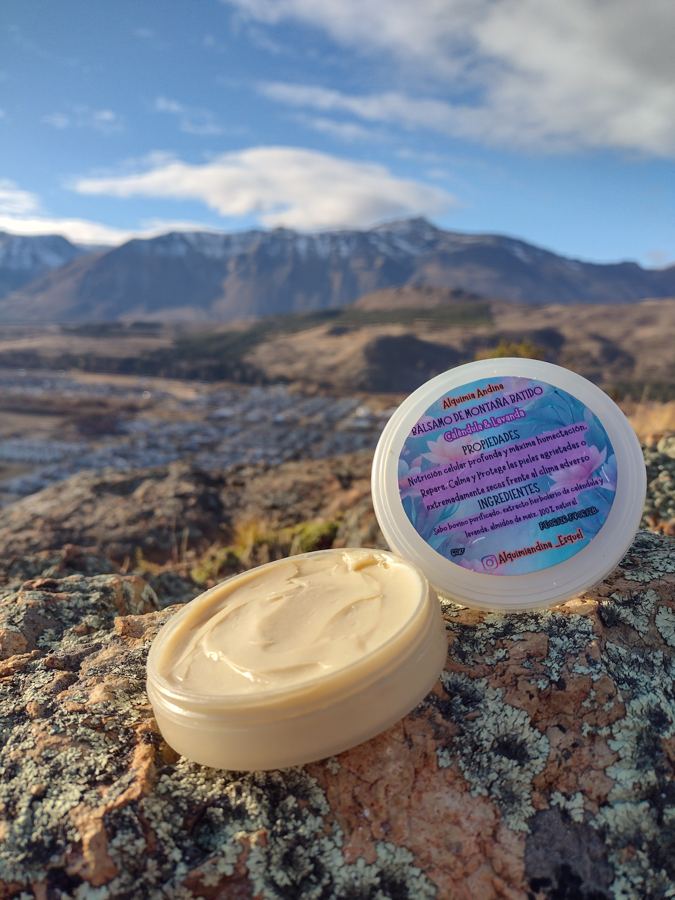 Alquimia Andina
BÁLSAMO DE MONTAÑA BATIDO
Caléndula & Lavanda
PROPIEDADES
Nutrición celular profunda y máxima humectación.
Repara, Calma y Protege las pieles agrietadas o
extremadamente secas frente al clima adverso
INGREDIENTES
Sebo bovino purificado, extracto herbolario de caléndula y
lavanda, almidón de maíz. 100% natural
Alquimiandina_Esquel